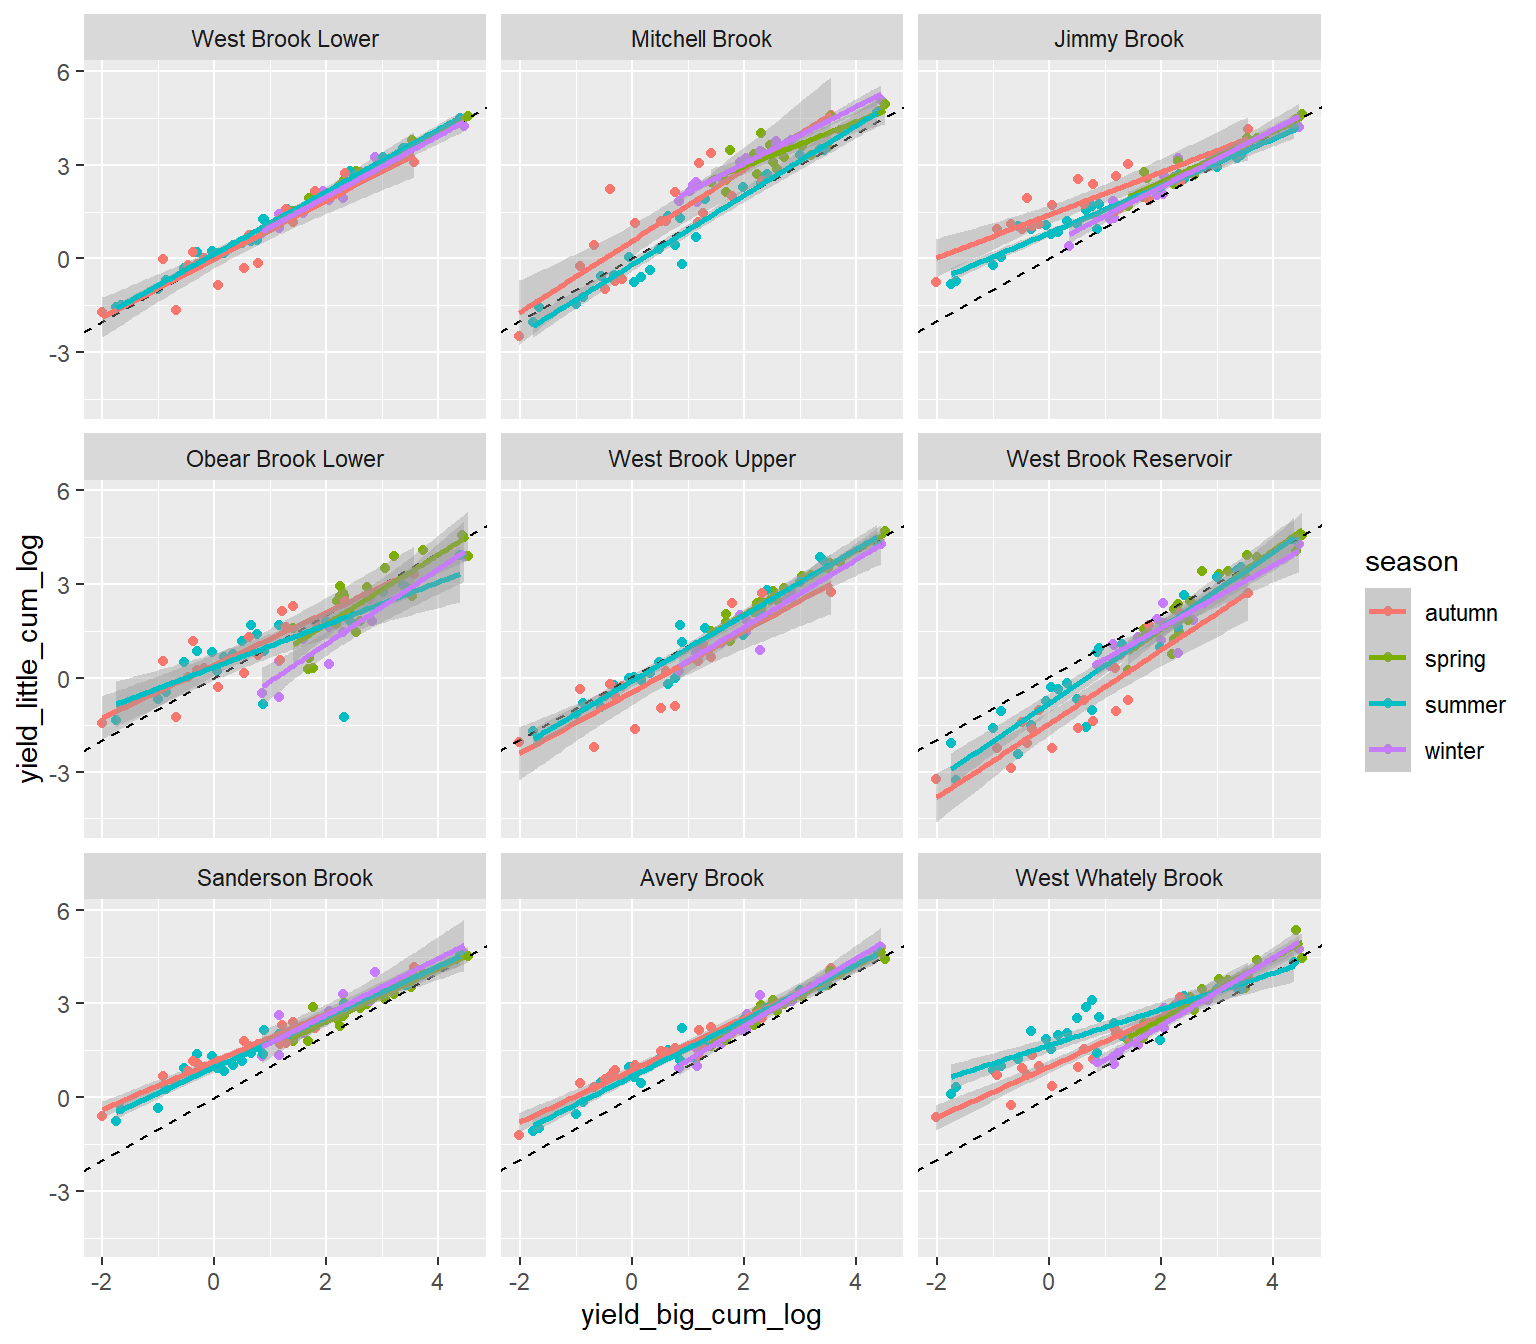 West Brook Lower
Mitchell Brook
Jimmy Brook
6
3
0
-3
Obear Brook Lower
West Brook Upper
West Brook Reservoir
6
3
0
-3
Sanderson Brook
Avery Brook
West Whately Brook
6
3
0
-3
-2 0 2 4
-2 0 2 4
-2 0 2 4
yield_big_cum_log
yield_little_cum_log
season
autumn
spring
summer
winter